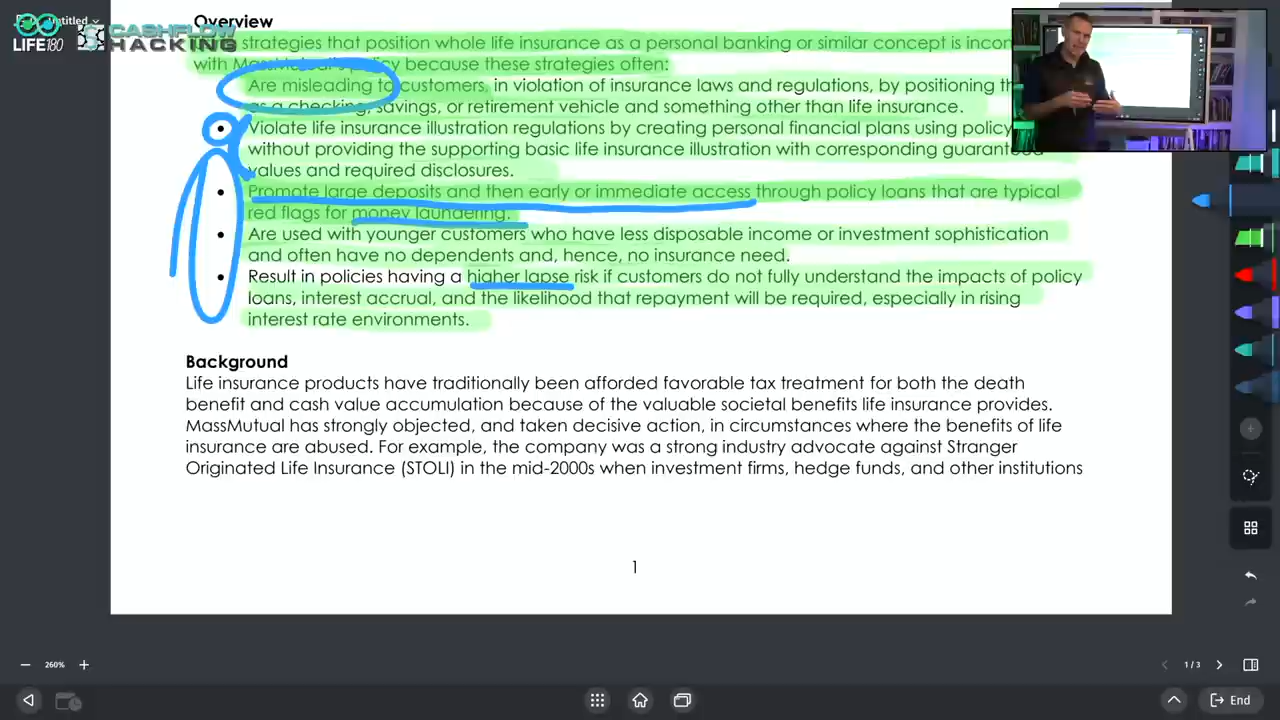 Untitled
LIFE180
CASHFLOW
HACKING
Overview
strategies that position whole life insurance as a personal banking or similar concept is
with policy because these strategies often:
Are misleading to customers, in violation of insurance laws and regulations, by positioning
as a checking, savings, or retirement vehicle and something other than life insurance.
• Violate life insurance illustration regulations by creating personal financial plans using policy
without providing the supporting basic life insurance illustration with corresponding guaranteed
values and required disclosures.
• Promote large deposits and then early or immediate access through policy loans that are typical
red flags for money laundering.
• Are used with younger customers who have less disposable income or investment sophistication
and often have no dependents and, hence, no insurance need.
• Result in policies having a higher lapse risk if customers do not fully understand the impacts of policy
loans, interest accrual, and the likelihood that repayment will be required, especially in rising
interest rate environments.
Background
Life insurance products have traditionally been afforded favorable tax treatment for both the death
benefit and cash value accumulation because of the valuable societal benefits life insurance provides.
MassMutual has strongly objected, and taken decisive action, in circumstances where the benefits of life
insurance are abused. For example, the company was a strong industry advocate against Stranger
Originated Life Insurance (STOLI) in the mid-2000s when investment firms, hedge funds, and other institutions
1
260%
1/3
End